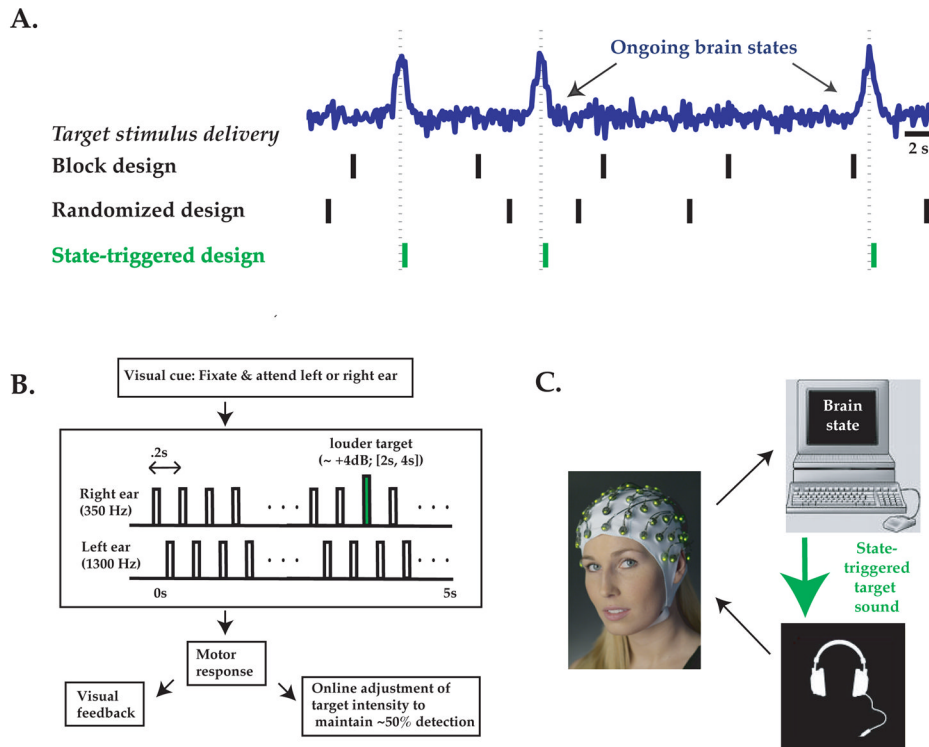 A.
Ongoing brain states
Target stimulus delivery
2 s
Block design
Randomized design
State-triggered design
B.
Visual cue: Fixate & attend left or right ear
.2s
louder target
(~ +4dB; [2s, 4s])
Right ear
(350 Hz)
. . .
. . .
Left ear
(1300 Hz)
. . .
. . .
0s
5s
Motor
response
Visual
feedback
Online adjustment of
target intensity to
maintain ~50% detection
C.
Brain
state
State-
triggered
target
sound